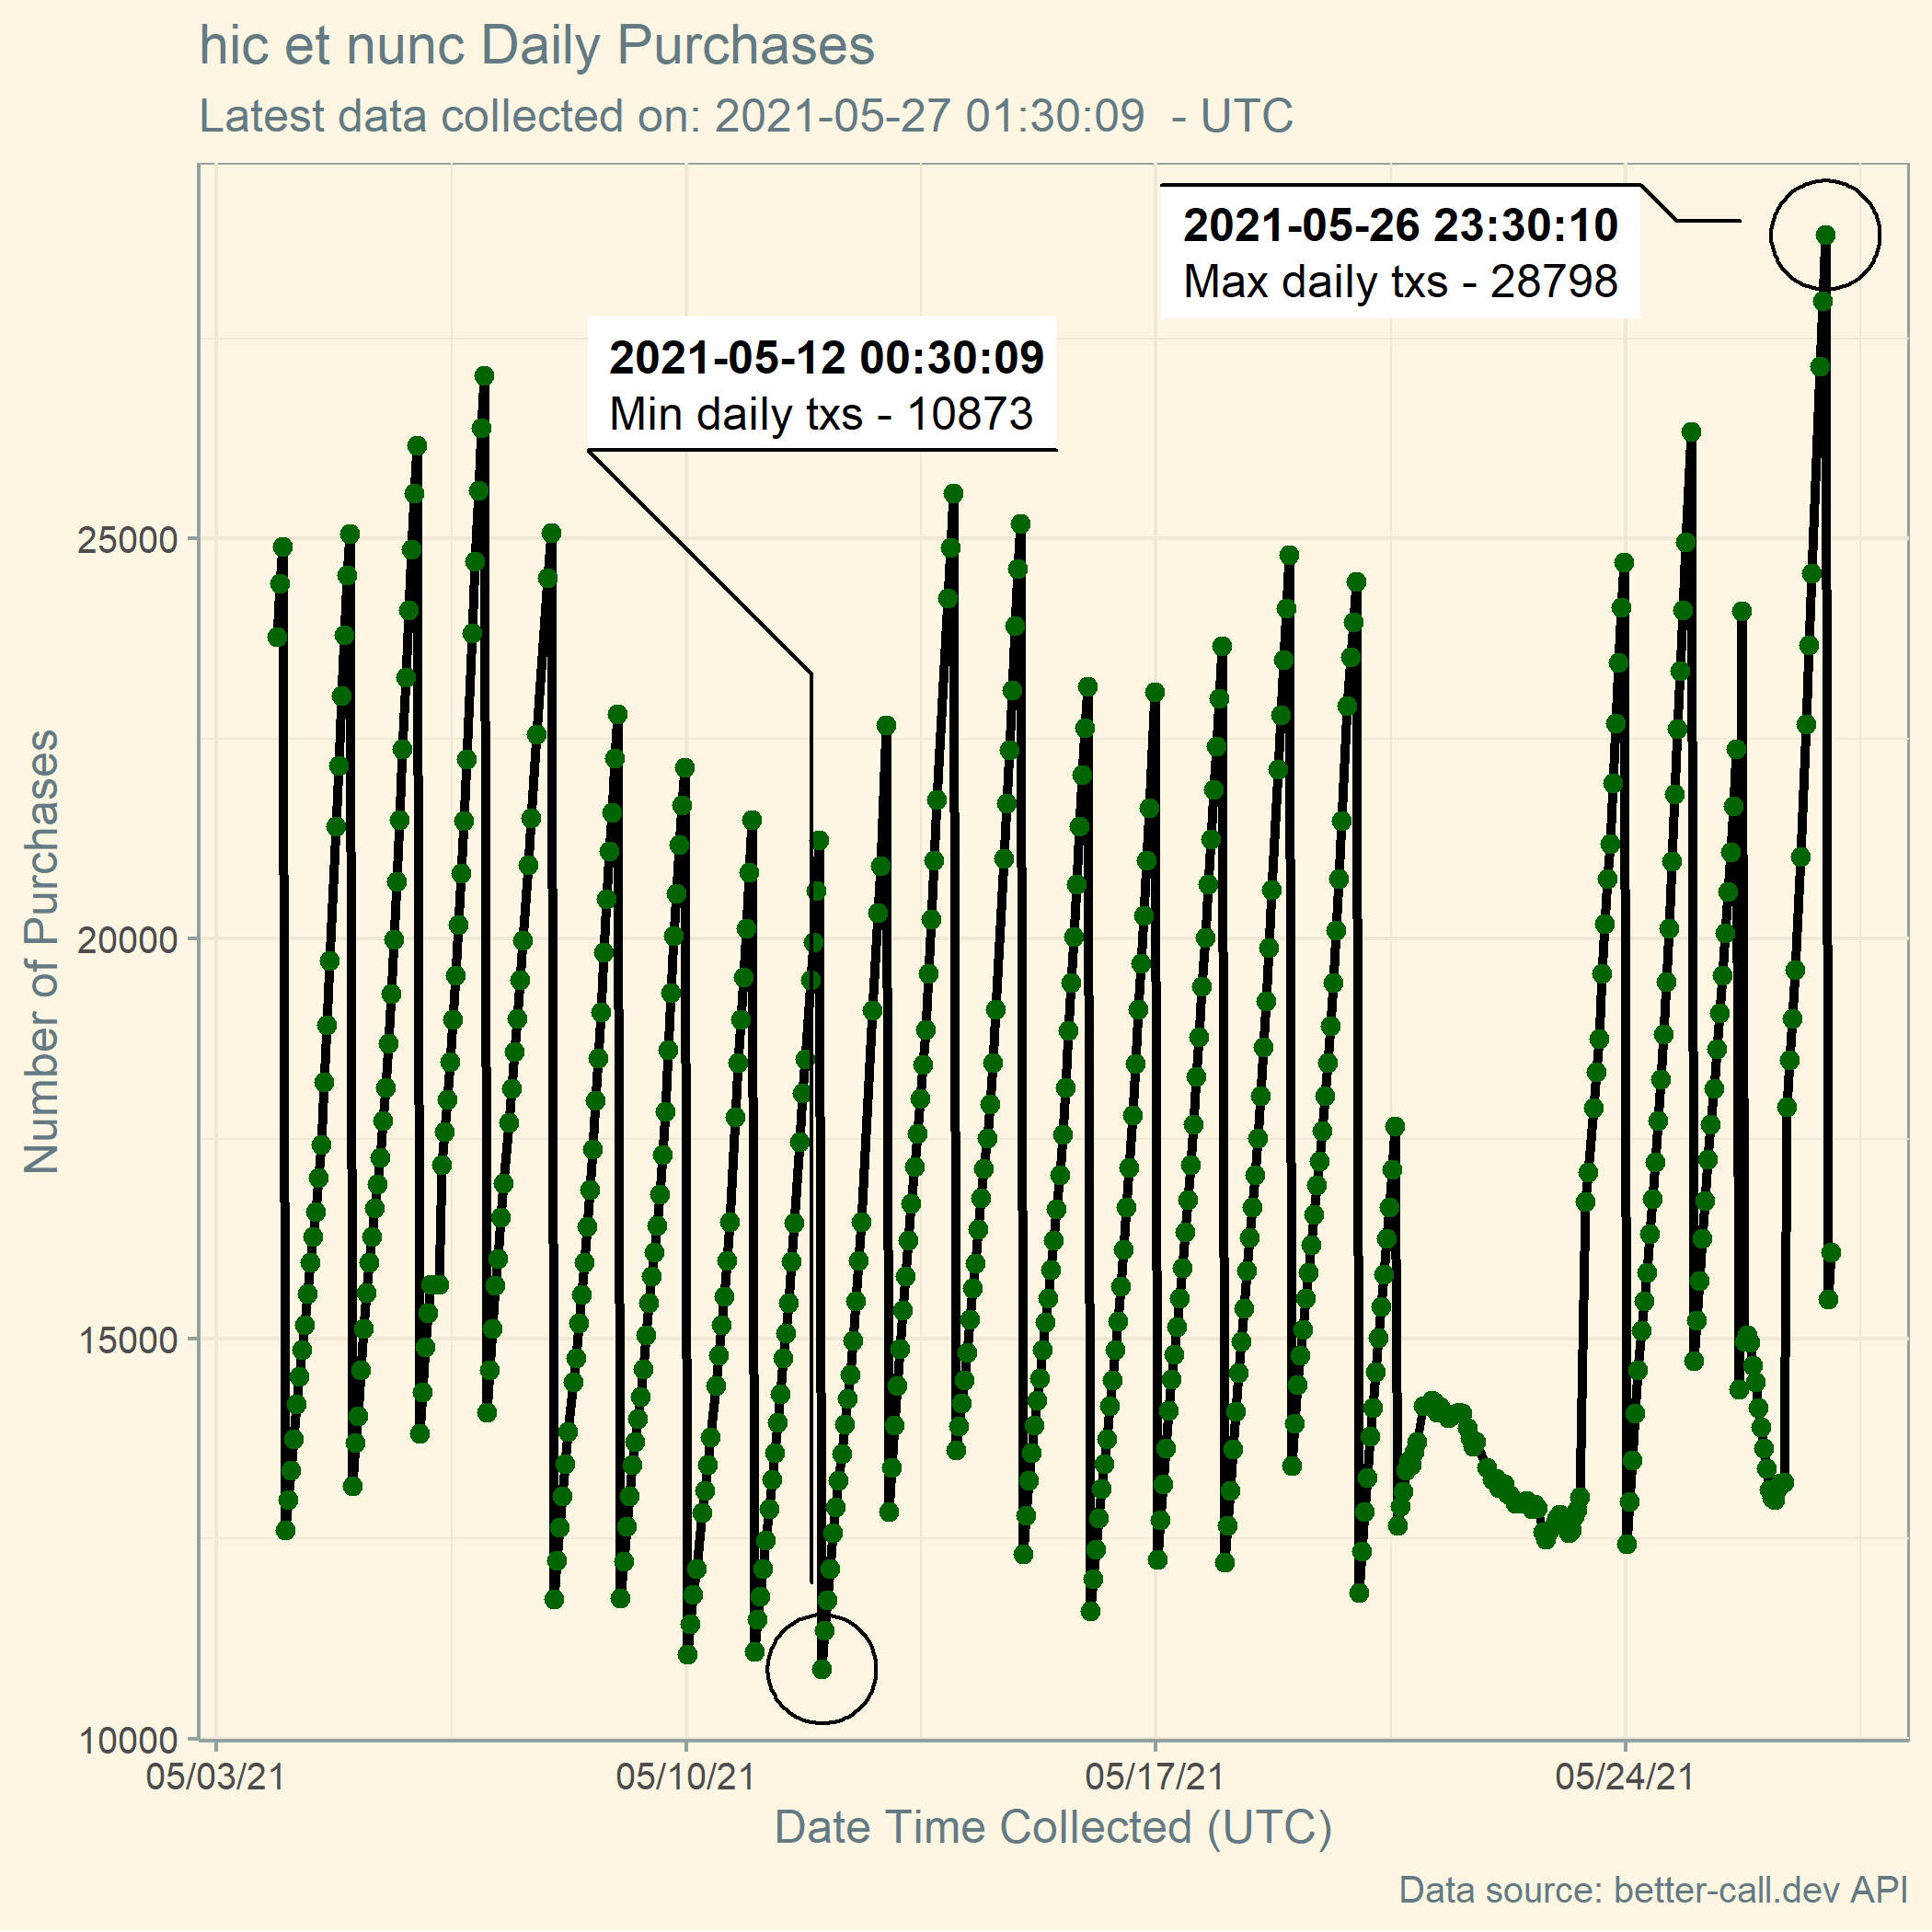 hic et nunc Daily Purchases
Latest data collected on: 2021-05-27 01:30:09  - UTC
2021-05-26 23:30:10
Max daily txs - 28798
2021-05-12 00:30:09
Min daily txs - 10873
Number of Purchases
25000
20000
15000
10000
05/03/21
05/10/21
05/17/21
05/24/21
Date Time Collected (UTC)
Data source: better-call.dev API